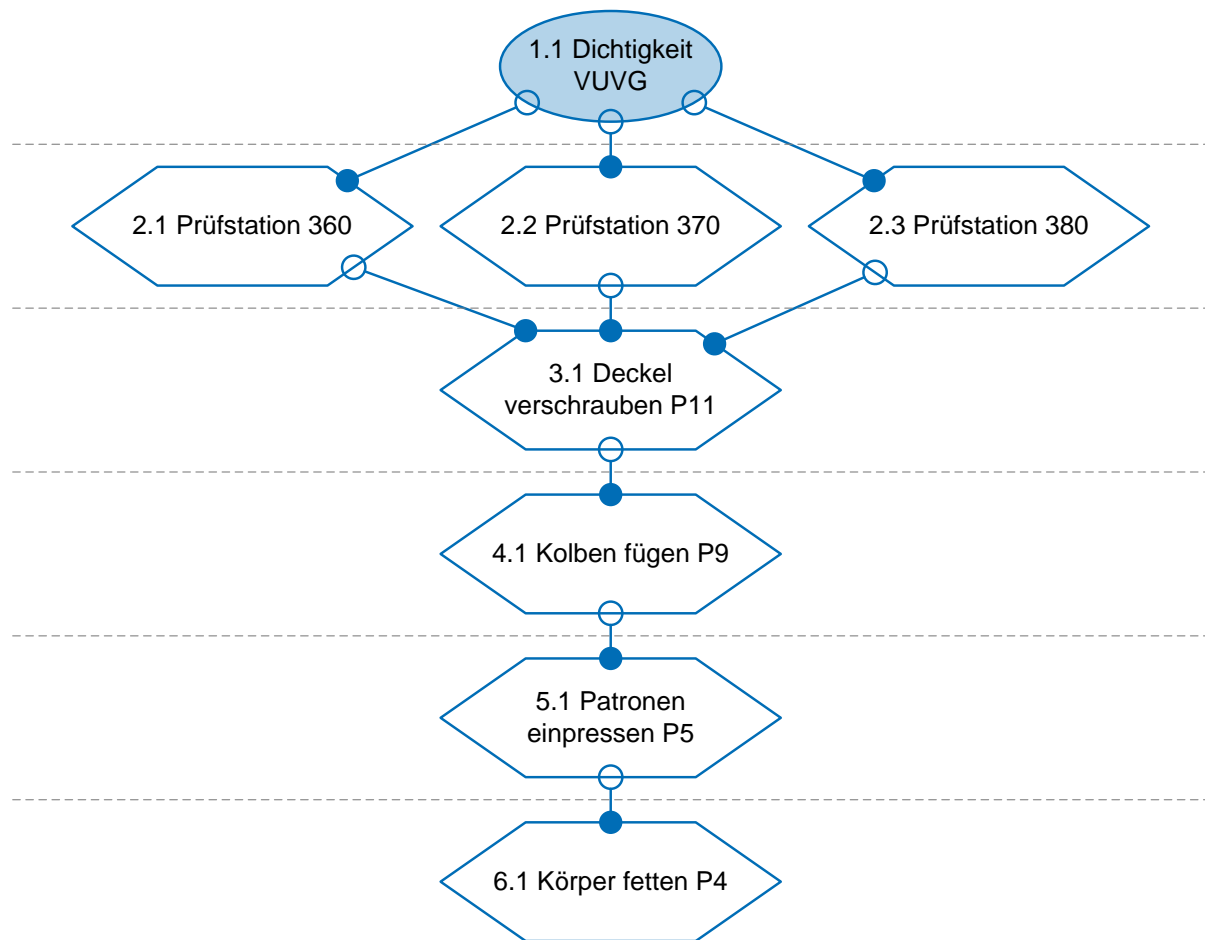 1.1 Dichtigkeit
VUVG
2.1 Prüfstation 360
2.2 Prüfstation 370
2.3 Prüfstation 380
3.1 Deckel
verschrauben P11
4.1 Kolben fügen P9
5.1 Patronen
einpressen P5
6.1 Körper fetten P4